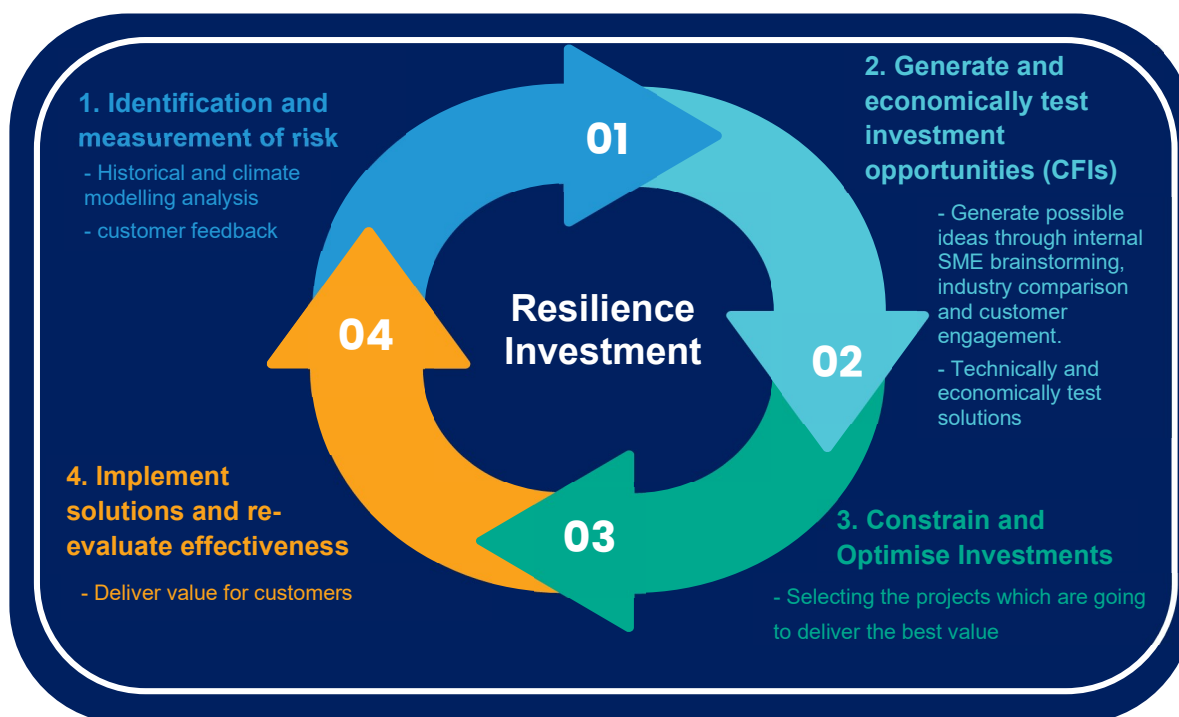 1. Identification and
measurement of risk
- Historical and climate
modelling analysis
- customer feedback
01
2. Generate and
economically test
investment
opportunities (CFIs)
- Generate possible
ideas through internal
SME brainstorming,
industry comparison
and customer
engagement.
- Technically and
economically test
solutions
02
Resilience
Investment
3. Constrain and
Optimise Investments
- Selecting the projects which are going
to deliver the best value
03
4. Implement
solutions and re-
evaluate effectiveness
- Deliver value for customers
04